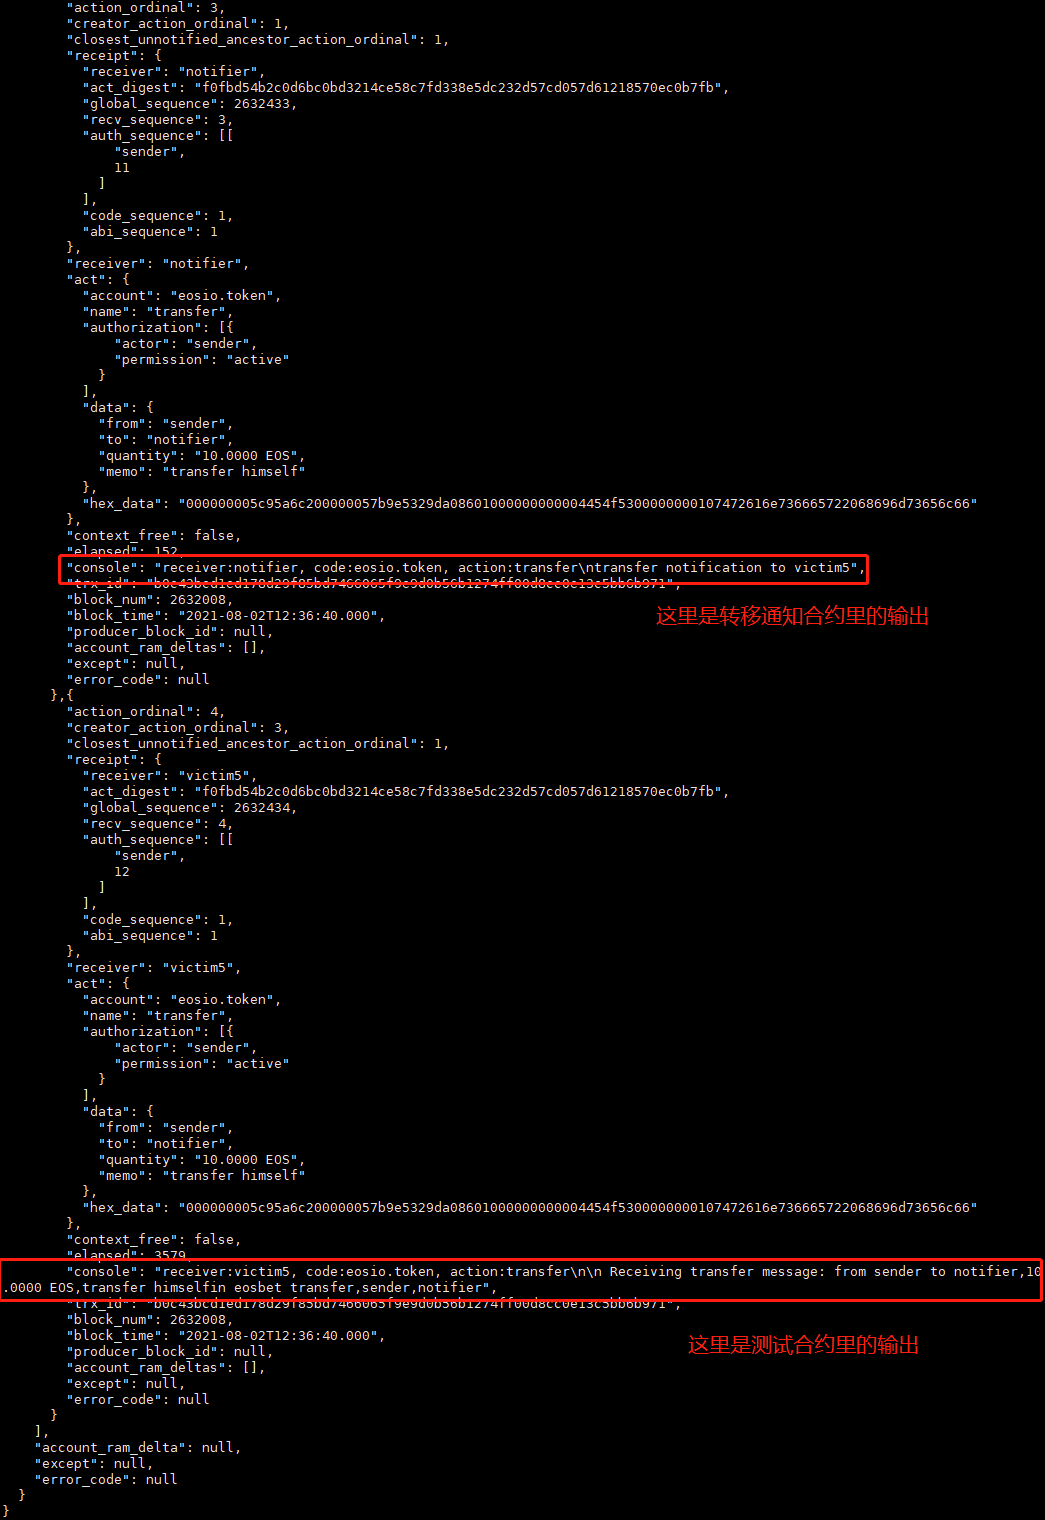 "action_ordinal": 3,
"creator_action_ordinal": 1,
"closest_unnotified_ancestor_action_ordinal": 1,
"receipt": {
"receiver": "notifier",
"act_digest": "f0fbd54b2c0d6bc0bd3214ce58c7fd338e5dc232d57cd057d61218570ec0b7fb",
"global_sequence": 2632433,
"recv_sequence": 3,
"auth_sequence": [[
"sender",
11
]
],
"code_sequence": 1,
"abi_sequence": 1
},
"receiver": "notifier",
"act": {
"account": "eosio.token",
"name": "transfer",
"authorization": [{
"actor": "sender",
"permission": "active"
}
],
"data": {
"from": "sender",
"to": "notifier",
"quantity": "10.0000 EOS",
"memo": "transfer himself"
},
"hex_data": "000000005c95a6c200000057b9e5329da08601000000000004454f5300000000107472616e736665722068696d73656c66"
},
"context_free": false,
"elapsed": 152,
"console": "receiver:notifier, code:eosio.token, action:transfer\ntransfer notification to victim5",
"trx_id": "b0c43bcd1ed178d29f85bd7466065f9e9d0b56b1274ff00d8cc0e13c5bb6b971",
"block_num": 2632008,
这里是转移通知合约里的输出
"block_time": "2021-08-02T12:36:40.000",
"producer_block_id": null,
"account_ram_deltas": [],
"except": null,
"error_code": null
},{
"action_ordinal": 4,
"creator_action_ordinal": 3,
"closest_unnotified_ancestor_action_ordinal": 1,
"receipt": {
"receiver": "victim5",
"act_digest": "f0fbd54b2c0d6bc0bd3214ce58c7fd338e5dc232d57cd057d61218570ec0b7fb",
"global_sequence": 2632434,
"recv_sequence": 4,
"auth_sequence": [[
"sender",
12
]
],
"code_sequence": 1,
"abi_sequence": 1
},
"receiver": "victim5",
"act": {
"account": "eosio.token",
"name": "transfer",
"authorization": [{
"actor": "sender",
"permission": "active"
}
],
"data": {
"from": "sender",
"to": "notifier",
"quantity": "10.0000 EOS",
"memo": "transfer himself"
},
"hex_data": "000000005c95a6c200000057b9e5329da08601000000000004454f5300000000107472616e736665722068696d73656c66"
},
"context_free": false,
"elapsed": 3579,
"console": "receiver:victim5, code:eosio.token, action:transfer\n\n Receiving transfer message: from sender to notifier,10
.0000 EOS,transfer himselfin eosbet transfer,sender,notifier",
"trx_id": "b0c43bcd1ed178d29f85bd7466065f9e9d0b56b1274ff00d8cc0e13c5bb6b971",
"block_num": 2632008,
"block_time": "2021-08-02T12:36:40.000",
这里是测试合约里的输出
"producer_block_id": null,
"account_ram_deltas": [],
"except": null,
"error_code": null
}
],
"account_ram_delta": null,
"except": null,
"error_code": null
}
}